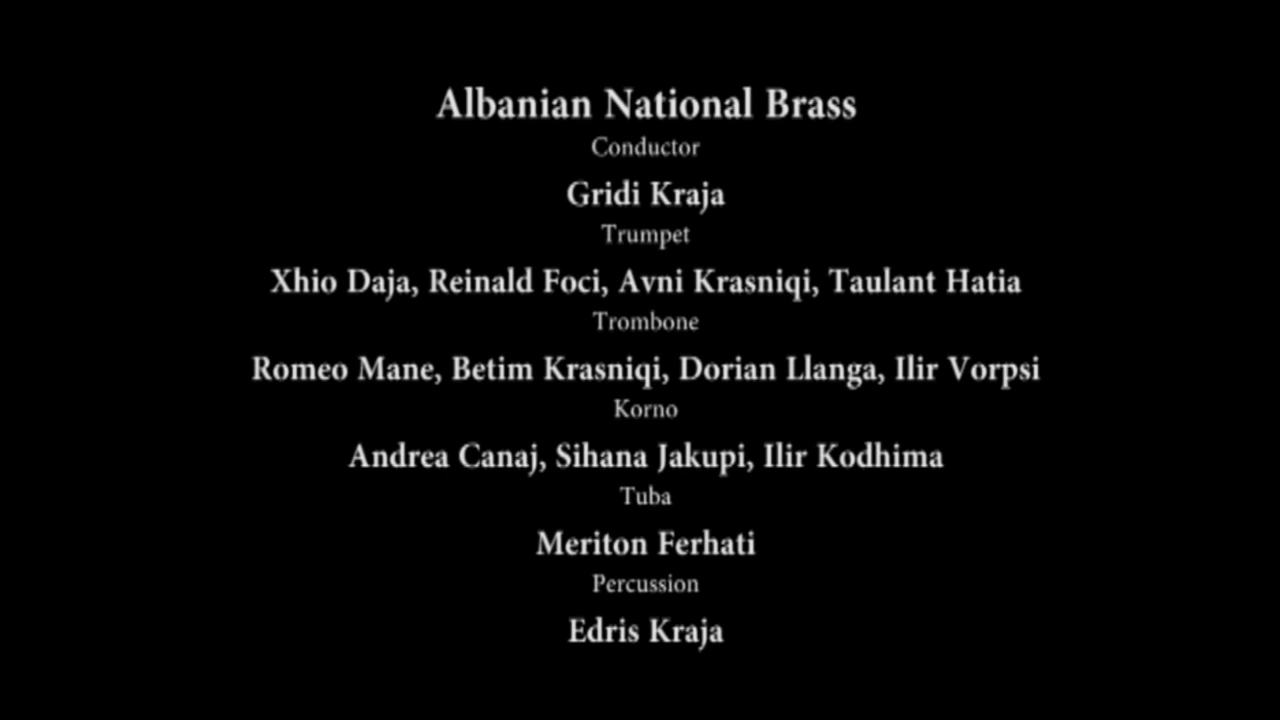 Albanian National Brass
Conductor
Gridi Kraja
Trumpet
Xhio Daja, Reinald Foci, Avni Krasniqi, Taulant Hatia
Trombone
Romeo Mane, Betim Krasniqi, Dorian Llanga, Ilir Vorpsi
Korno
Andrea Canaj, Sihana Jakupi, Ilir Kodhima
Tuba
Meriton Ferhati
Percussion
Edris Kraja